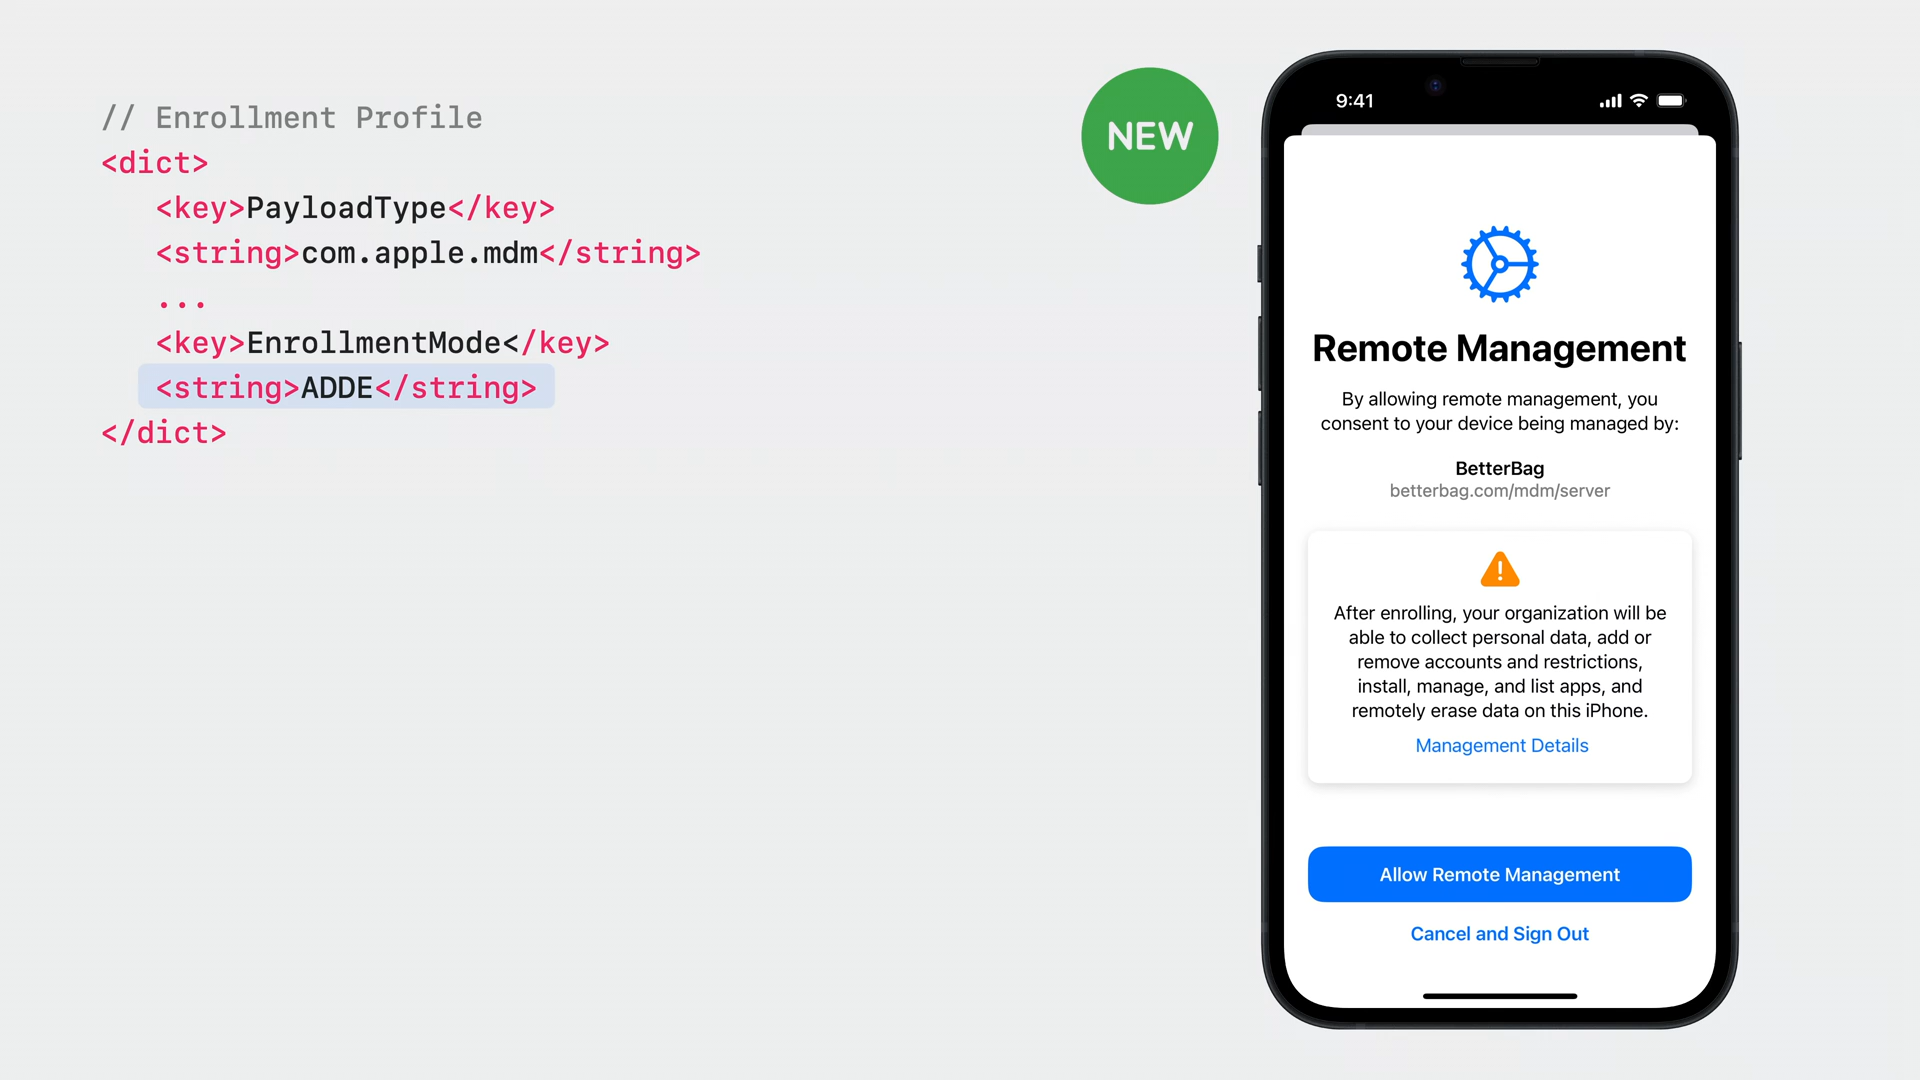 // Enrollment Profile
<dict>
<key>PayloadType</key>
<string>com.apple.mdm</string>
...
<key>EnrollmentMode</key>
<string>ADDE</string>
</dict>
NEW
9:41
Remote Management
By allowing remote management, you
consent to your device being managed by:
BetterBag
betterbag.com/mdm/server
After enrolling, your organization will be
able to collect personal data, add or
remove accounts and restrictions,
install, manage, and list apps, and
remotely erase data on this iPhone.
Management Details
Allow Remote Management
Cancel and Sign Out